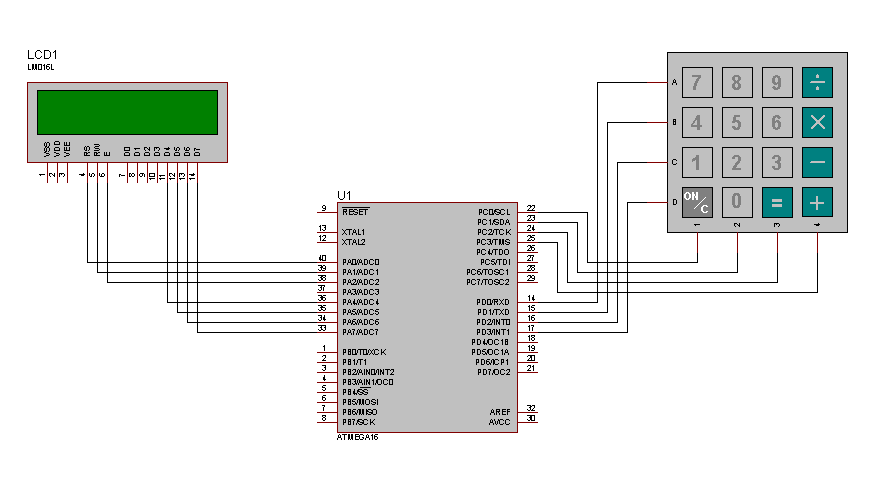 LCD1
LM016L
VSS VDD VEE RS RW E D0 D1 D2 D3 D4 D5 D6 D7
1 2 3 4 5 6 7 8 9 10 11 12 13 14
U1
9 RESET
13 XTAL1
12 XTAL2
40 PA0/ADC0
39 PA1/ADC1
38 PA2/ADC2
37 PA3/ADC3
36 PA4/ADC4
35 PA5/ADC5
34 PA6/ADC6
33 PA7/ADC7
1 PB0/T0/XCK
2 PB1/T1
3 PB2/AIN0/INT2
4 PB3/AIN1/OC0
5 PB4/SS
6 PB5/MOSI
7 PB6/MISO
8 PB7/SCK
PC0/SCL 22
PC1/SDA 23
PC2/TCK 24
PC3/TMS 25
PC4/TDO 26
PC5/TDI 27
PC6/TOSC1 28
PC7/TOSC2 29
PD0/RXD 14
PD1/TXD 15
PD2/INT0 16
PD3/INT1 17
PD4/OC1B 18
PD5/OC1A 19
PD6/ICP1 20
PD7/OC2 21
AREF 32
AVCC 30
ATMEGA16
A 7 8 9 ÷
B 4 5 6 ×
C 1 2 3 −
D ON/C 0 = +
1 2 3 4